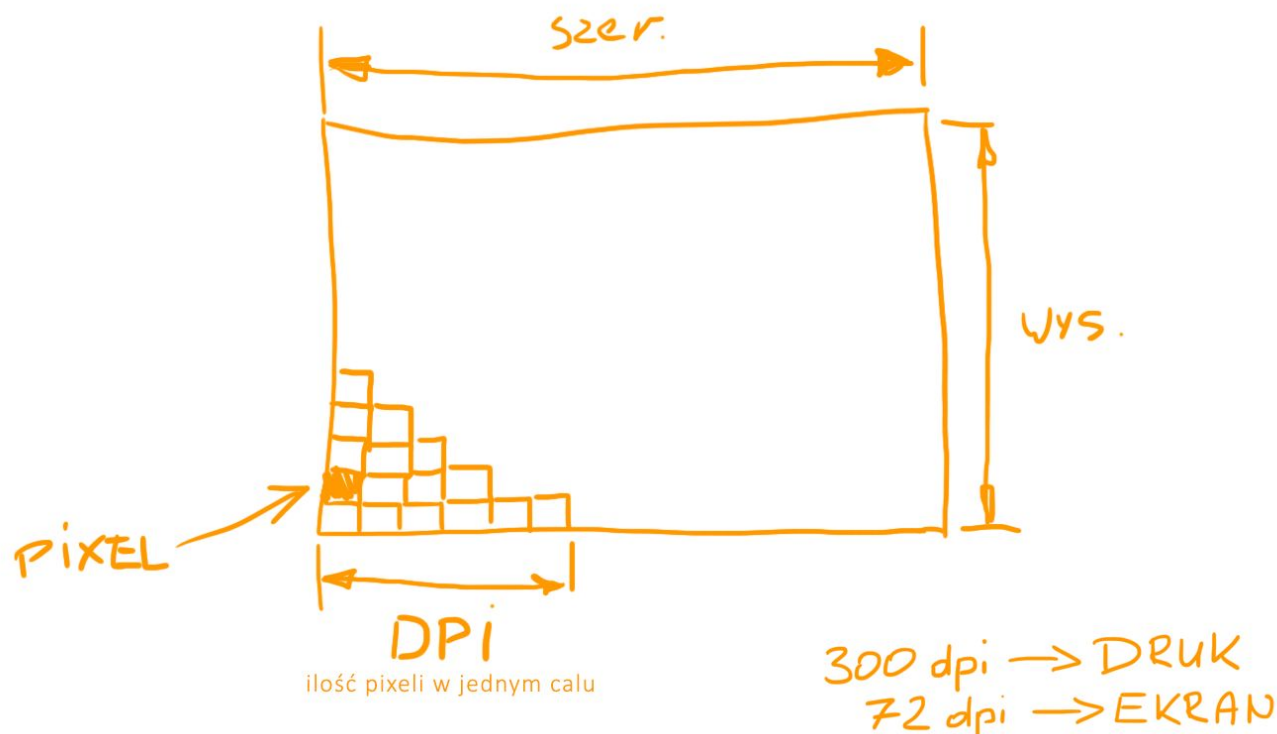 szer.
wys.
PiXEL
DPi
ilość pixeli w jednym calu
300 dpi → DRUK
72 dpi → EKRAN